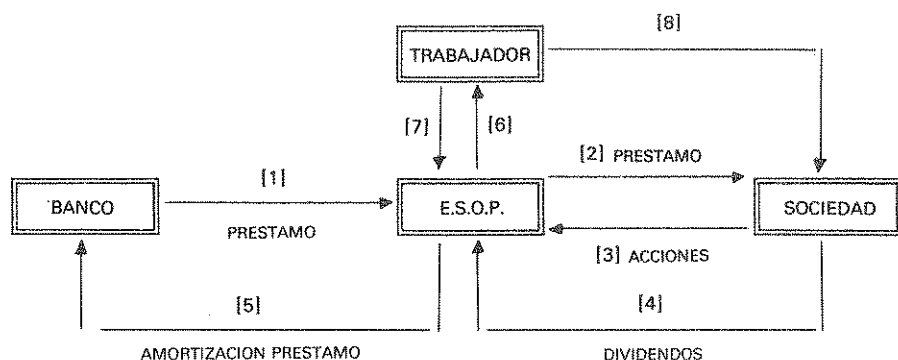 [8]
TRABAJADOR
[7] [6]
[2] PRESTAMO
[1]
BANCO E.S.O.P. SOCIEDAD
PRESTAMO
[3] ACCIONES
[5] [4]
AMORTIZACION PRESTAMO DIVIDENDOS